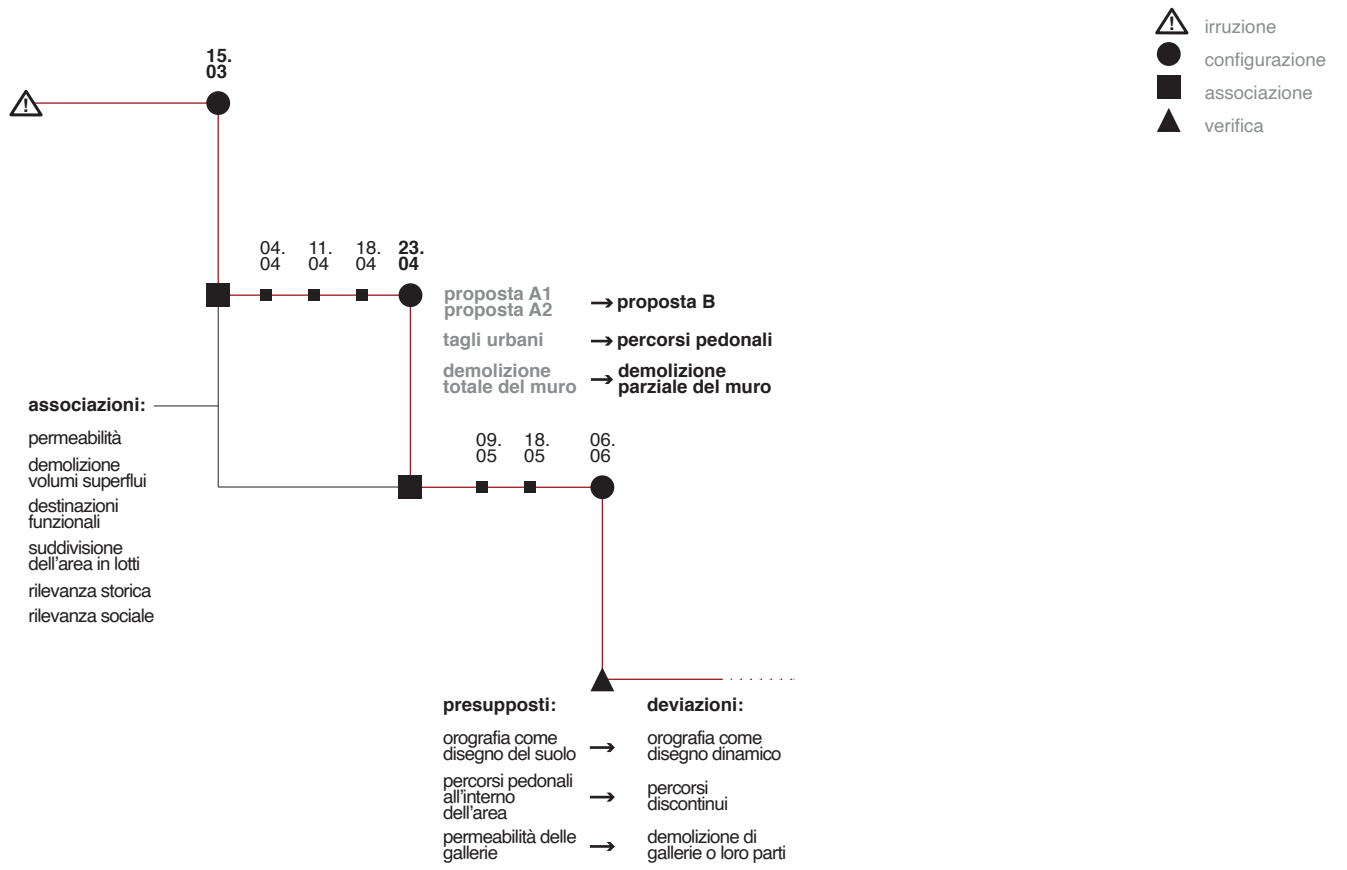 irruzione
configurazione
associazione
verifica
15.
03
04.
04
11.
04
18.
04
23.
04
proposta A1
proposta A2
→ proposta B
tagli urbani → percorsi pedonali
demolizione
totale del muro
→ demolizione
parziale del muro
associazioni:
permeabilità
demolizione
volumi superflui
destinazioni
funzionali
suddivisione
dell'area in lotti
rilevanza storica
rilevanza sociale
09.
05
18.
05
06.
06
presupposti:
deviazioni:
orografia come
disegno del suolo
→ orografia come
disegno dinamico
percorsi pedonali
all'interno
dell'area
→ percorsi
discontinui
permeabilità delle
gallerie
→ demolizione di
gallerie o loro parti